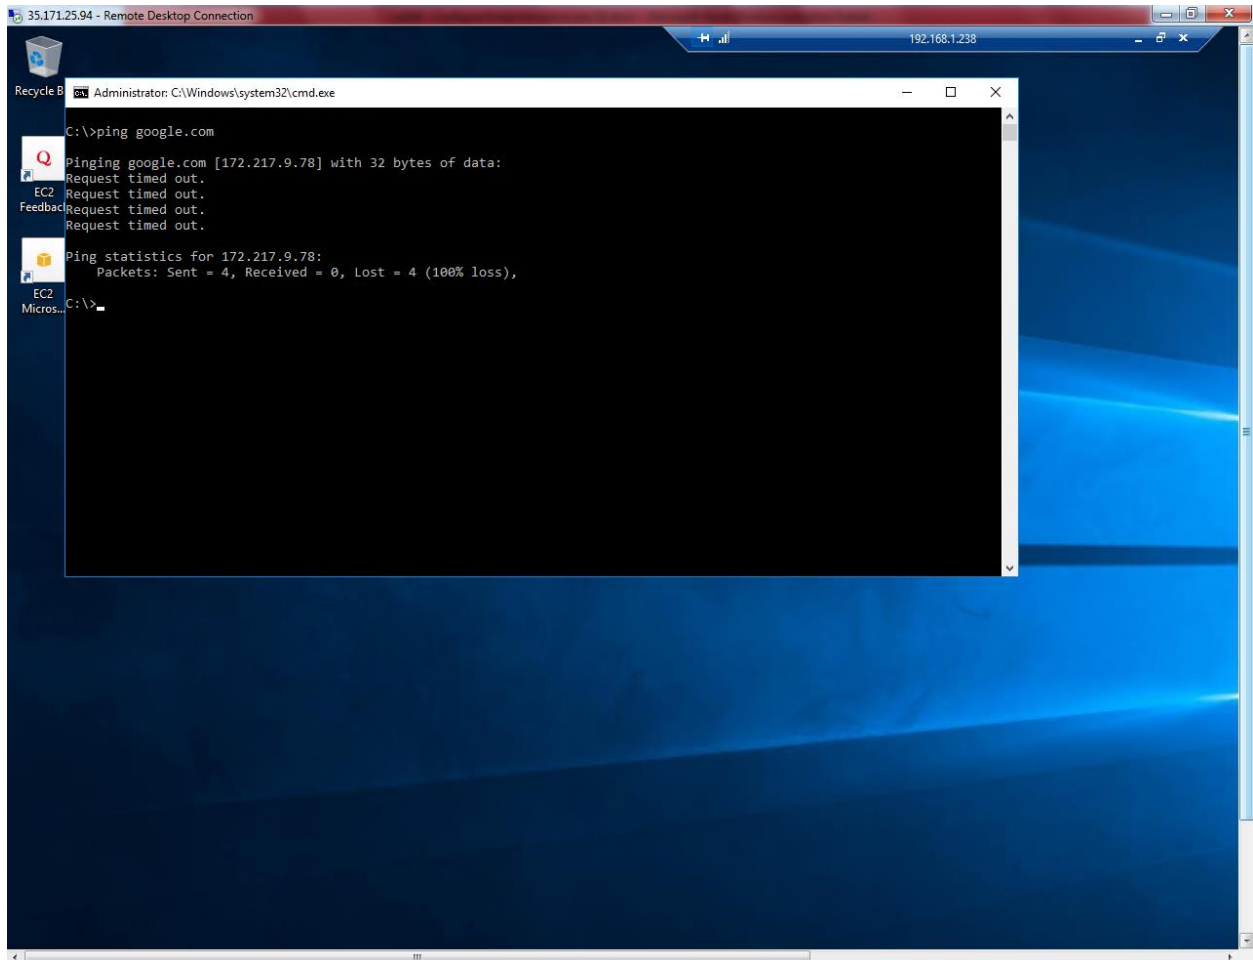 35.171.25.94 - Remote Desktop Connection
192.168.1.238
Recycle B
Administrator: C:\Windows\system32\cmd.exe
C:\>ping google.com
Pinging google.com [172.217.9.78] with 32 bytes of data:
Request timed out.
Request timed out.
Request timed out.
Request timed out.
Ping statistics for 172.217.9.78:
Packets: Sent = 4, Received = 0, Lost = 4 (100% loss),
C:\>
Q
EC2
Feedbac
EC2
Micros...